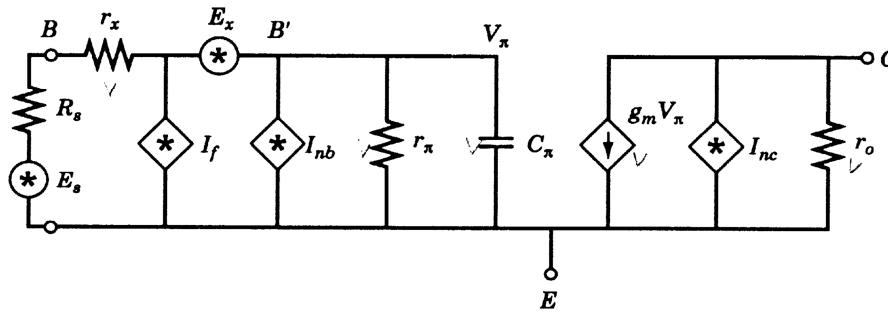 B r_x E_x B' V_π C
R_s g_m V_π
I_f I_nb r_π C_π I_nc r_o
E_s
E